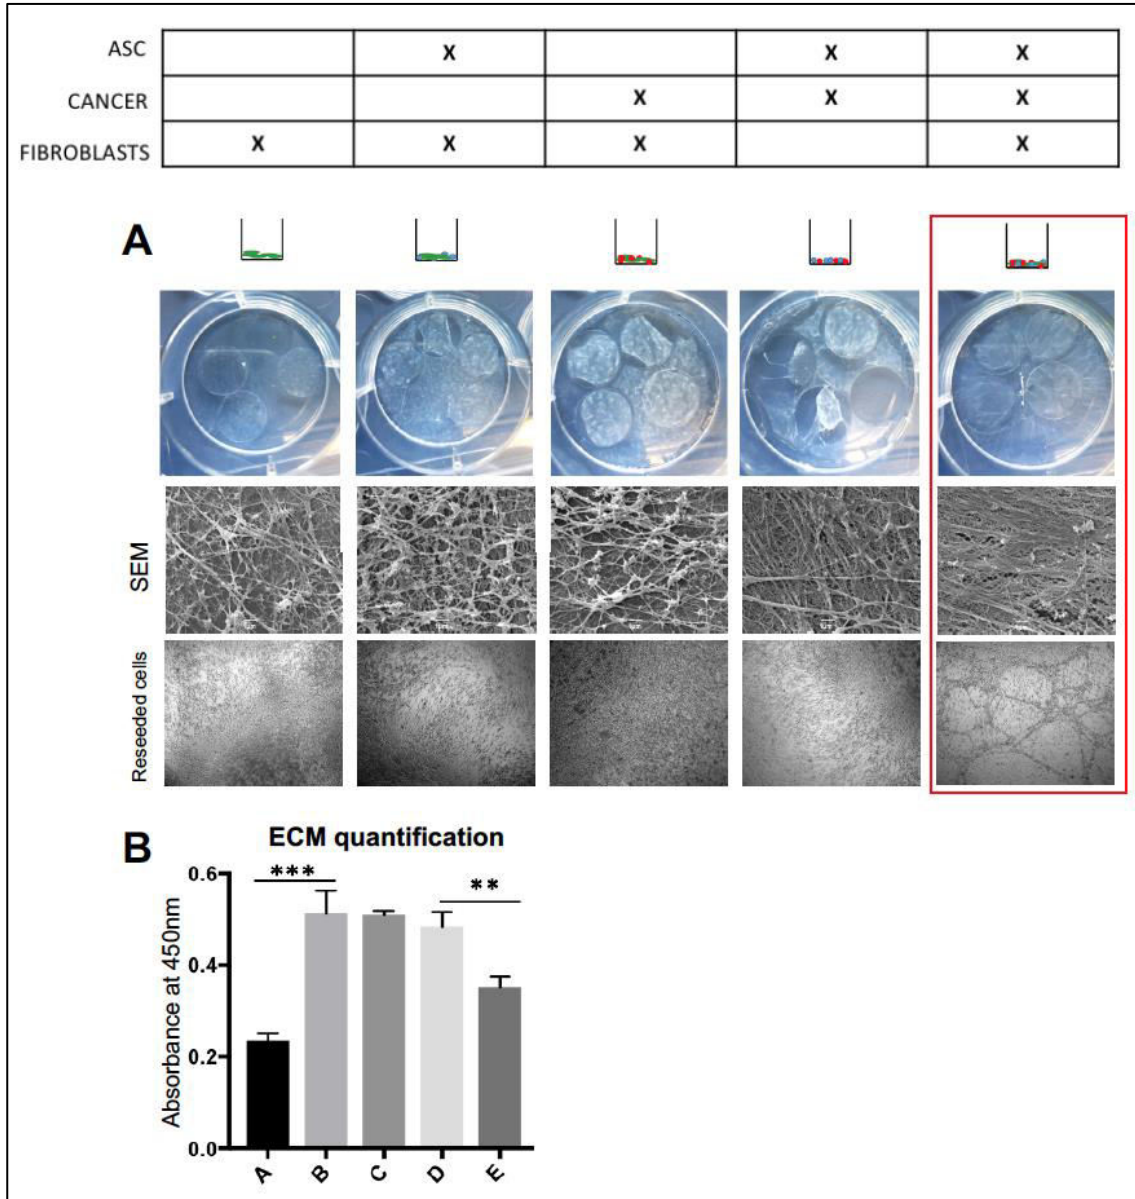 ASC X X X
CANCER X X X
FIBROBLASTS X X X X
A
SEM
Reseeded cells
B
ECM quantification
Absorbance at 450nm
0.6
0.4
0.2
0.0
***
**
A B C D E